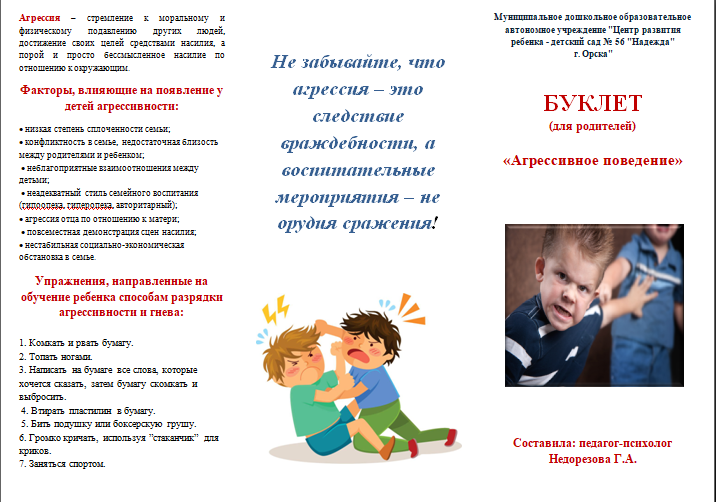 Агрессия – стремление к моральному и
физическому подавлению других людей,
достижение своих целей средствами насилия, а
порой и просто бессмысленное насилие по
отношению к окружающим.
Факторы, влияющие на появление у
детей агрессивности:
• низкая степень сплоченности семьи;
• конфликтность в семье, недостаточная близость
между родителями и ребенком;
• неблагоприятные взаимоотношения между
детьми;
• неадекватный стиль семейного воспитания
(гипоопека, гиперопека, авторитарный);
• агрессия отца по отношению к матери;
• повсеместная демонстрация сцен насилия;
• нестабильная социально-экономическая
обстановка в семье.
Упражнения, направленные на
обучение ребенка способам разрядки
агрессивности и гнева:
1. Комкать и рвать бумагу.
2. Топать ногами.
3. Написать на бумаге все слова, которые
хочется сказать, затем бумагу скомкать и
выбросить.
4. Втирать пластилин в бумагу.
5. Бить подушку или боксерскую грушу.
6. Громко кричать, используя "стаканчик" для
криков.
7. Заняться спортом.
Не забывайте, что
агрессия – это
следствие
враждебности, а
воспитательные
мероприятия – не
орудия сражения!
Муниципальное дошкольное образовательное
автономное учреждение "Центр развития
ребенка - детский сад № 56 "Надежда"
г. Орска"
БУКЛЕТ
(для родителей)
«Агрессивное поведение»
Составила: педагог-психолог
Недорезова Г.А.